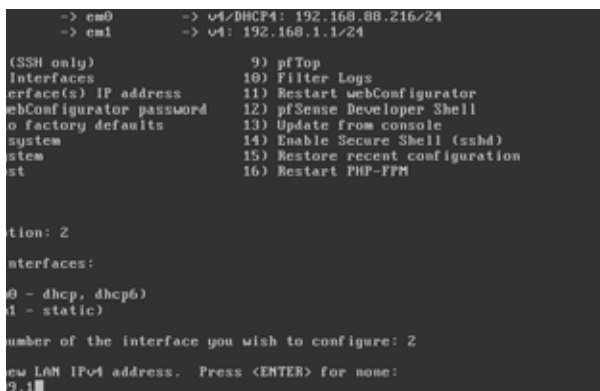 -> em0 -> v4/DHCP4: 192.168.88.216/24
-> em1 -> v4: 192.168.1.1/24
(SSH only) 9) pfTop
Interfaces 10) Filter Logs
erface(s) IP address 11) Restart webConfigurator
ebConfigurator password 12) pfSense Developer Shell
o factory defaults 13) Update from console
system 14) Enable Secure Shell (sshd)
stem 15) Restore recent configuration
st 16) Restart PHP-FPM
tion: 2
nterfaces:
0 - dhcp, dhcp6)
1 - static)
umber of the interface you wish to configure: 2
ew LAN IPv4 address. Press <ENTER> for none:
9.1